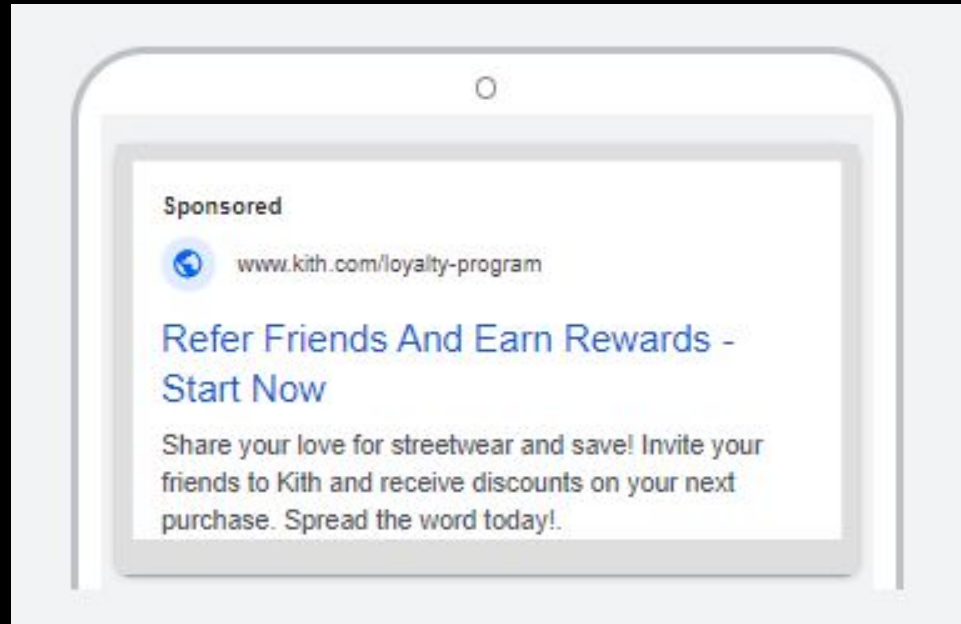 Sponsored
www.kith.com/loyalty-program
Refer Friends And Earn Rewards -
Start Now
Share your love for streetwear and save! Invite your
friends to Kith and receive discounts on your next
purchase. Spread the word today!.